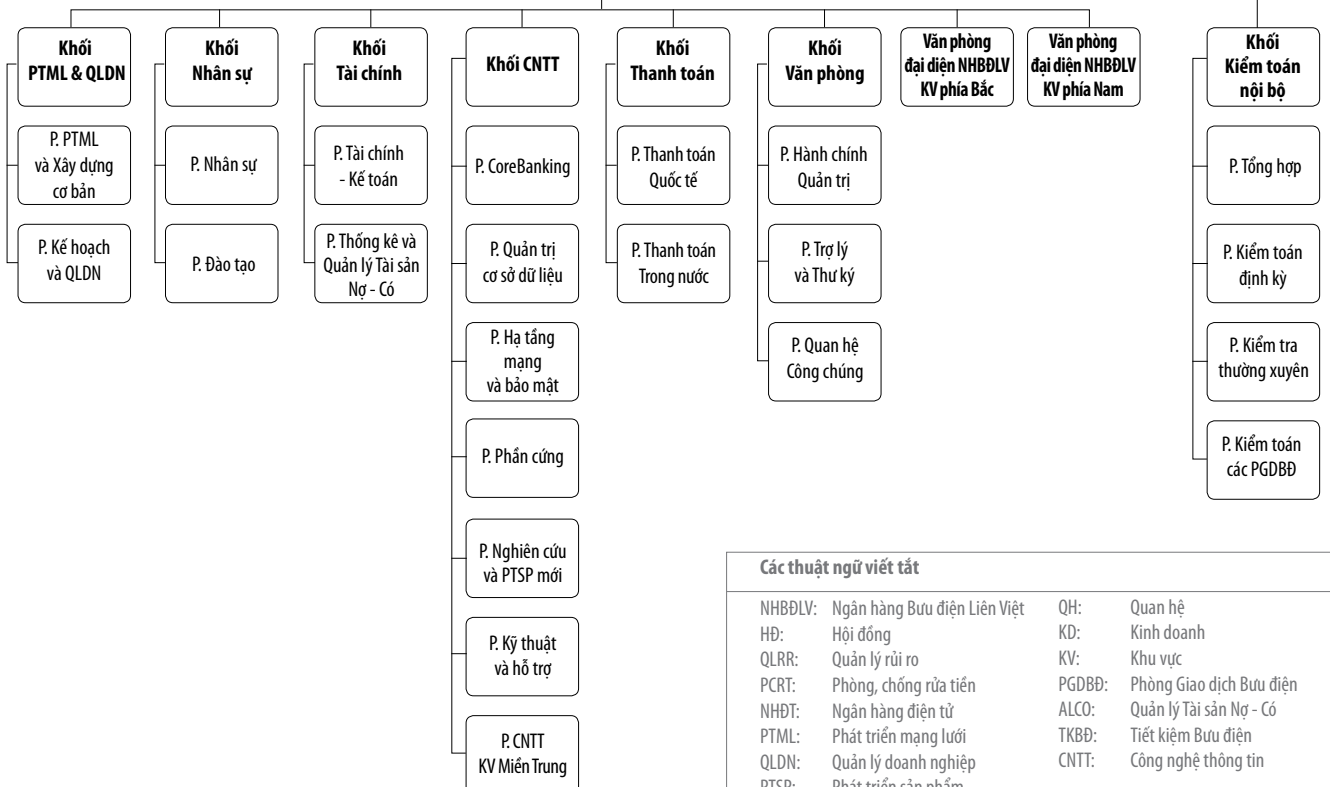 Khối
PTML & QLDN
P. PTML
và Xây dựng
cơ bản
P. Kế hoạch
và QLDN
Khối
Nhân sự
P. Nhân sự
P. Đào tạo
Khối
Tài chính
P. Tài chính
- Kế toán
P. Thống kê và
Quản lý Tài sản
Nợ - Có
Khối CNTT
P. CoreBanking
P. Quản trị
cơ sở dữ liệu
P. Hạ tầng
mạng
và bảo mật
P. Phần cứng
P. Nghiên cứu
và PTSP mới
P. Kỹ thuật
và hỗ trợ
P. CNTT
KV Miền Trung
Khối
Thanh toán
P. Thanh toán
Quốc tế
P. Thanh toán
Trong nước
Khối
Văn phòng
P. Hành chính
Quản trị
P. Trợ lý
và Thư ký
P. Quan hệ
Công chúng
Văn phòng
đại diện NHBĐLV
KV phía Bắc
Văn phòng
đại diện NHBĐLV
KV phía Nam
Khối
Kiểm toán
nội bộ
P. Tổng hợp
P. Kiểm toán
định kỳ
P. Kiểm tra
thường xuyên
P. Kiểm toán
các PGDBĐ
Các thuật ngữ viết tắt
NHBĐLV: Ngân hàng Bưu điện Liên Việt
HĐ: Hội đồng
QLRR: Quản lý rủi ro
PCRT: Phòng, chống rửa tiền
NHĐT: Ngân hàng điện tử
PTML: Phát triển mạng lưới
QLDN: Quản lý doanh nghiệp
PTSP: Phát triển sản phẩm
QH: Quan hệ
KD: Kinh doanh
KV: Khu vực
PGDBĐ: Phòng Giao dịch Bưu điện
ALCO: Quản lý Tài sản Nợ - Có
TKBĐ: Tiết kiệm Bưu điện
CNTT: Công nghệ thông tin